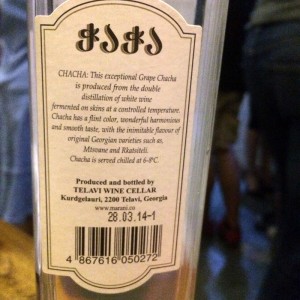 ჭაჭა
CHACHA: This exceptional Grape Chacha
is produced from the double
distillation of white wine
fermented on skins at a controlled temperature.
Chacha has a flint color, wonderful harmonious
and smooth taste, with the inimitable flavour of
original Georgian varieties such as,
Mtsvane and Rkatsiteli.
Chacha is served chilled at
Produced and bottled by
TELAVI WINE CELLAR
Kurdgelauri, 2200 Telavi, Georgia
www.marani.co
28.03.14-1
4 867616 050272